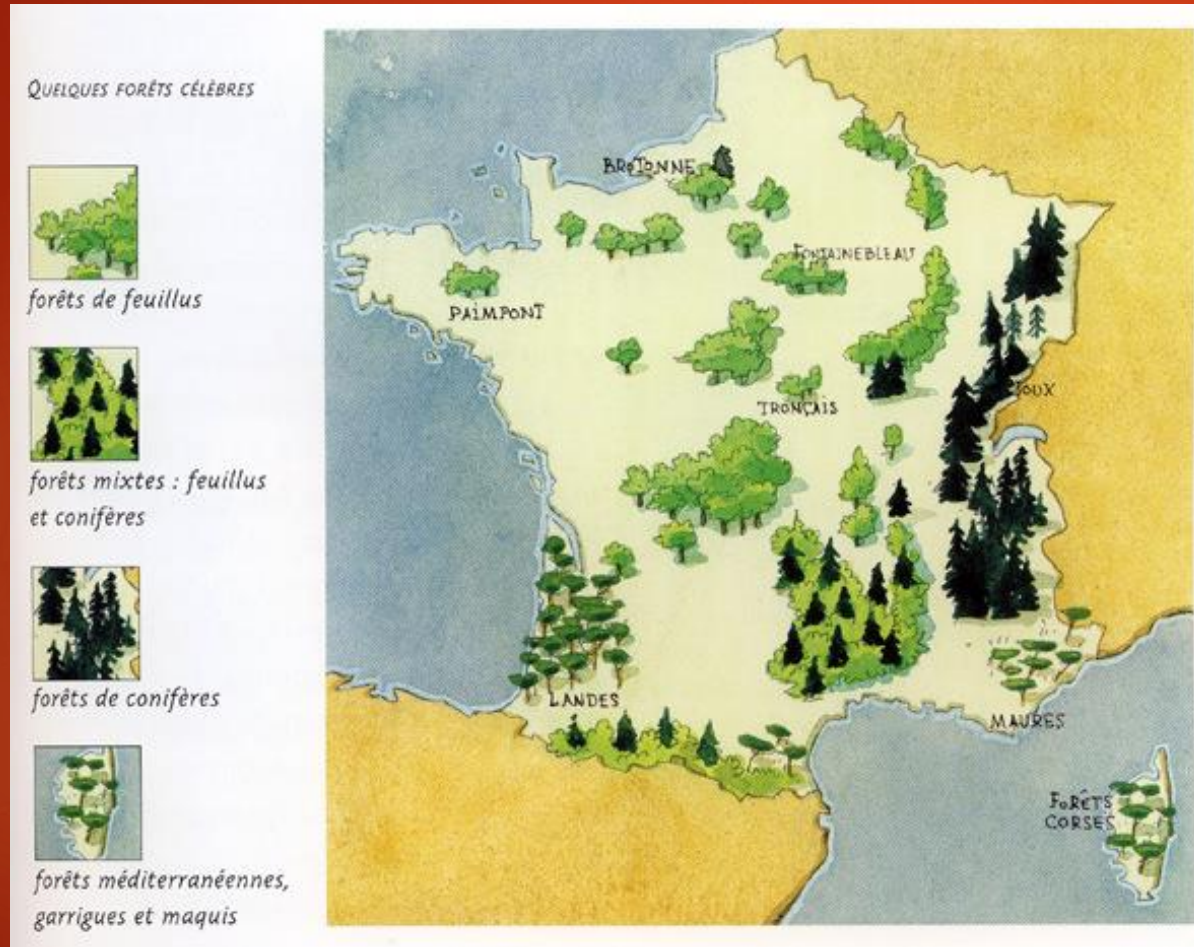 QUELQUES FORÊTS CÉLÈBRES
forêts de feuillus
forêts mixtes : feuillus
et conifères
forêts de conifères
forêts méditerranéennes,
garrigues et maquis
BROTONNE
FONTAINEBLEAU
PAIMPONT
TRONÇAIS
JOUX
LANDES
MAURES
FORÊTS
CORSES